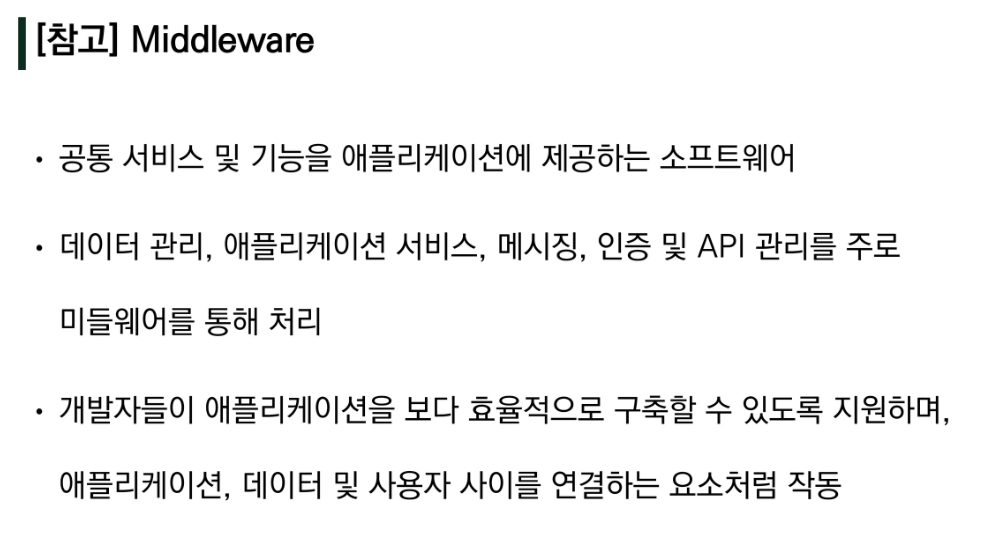 [참고] Middleware
• 공통 서비스 및 기능을 애플리케이션에 제공하는 소프트웨어
• 데이터 관리, 애플리케이션 서비스, 메시징, 인증 및 API 관리를 주로
미들웨어를 통해 처리
• 개발자들이 애플리케이션을 보다 효율적으로 구축할 수 있도록 지원하며,
애플리케이션, 데이터 및 사용자 사이를 연결하는 요소처럼 작동